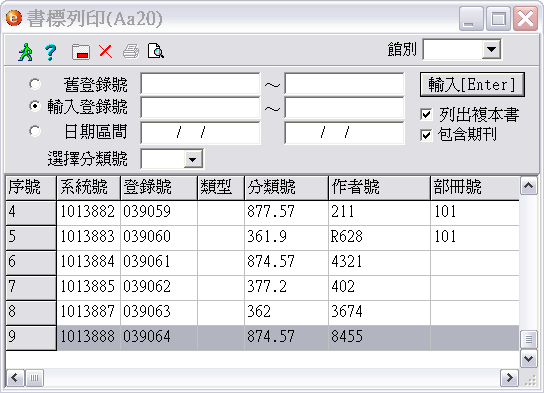 書標列印(Aa20)
館別
舊登錄號 ～
輸入登錄號 ～
日期區間 / / / /
選擇分類號
輸入[Enter]
列出複本書
包含期刊
序號 系統號 登錄號 類型 分類號 作者號 部冊號
4 1013882 039059 877.57 211 101
5 1013883 039060 361.9 R628 101
6 1013884 039061 874.57 4321
7 1013885 039062 377.2 402
8 1013887 039063 362 3674
9 1013888 039064 874.57 8455